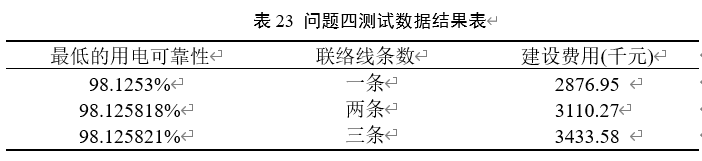 表 23 问题四测试数据结果表
最低的用电可靠性 联络线条数 建设费用(千元)
98.1253% 一条 2876.95
98.125818% 两条 3110.27
98.125821% 三条 3433.58